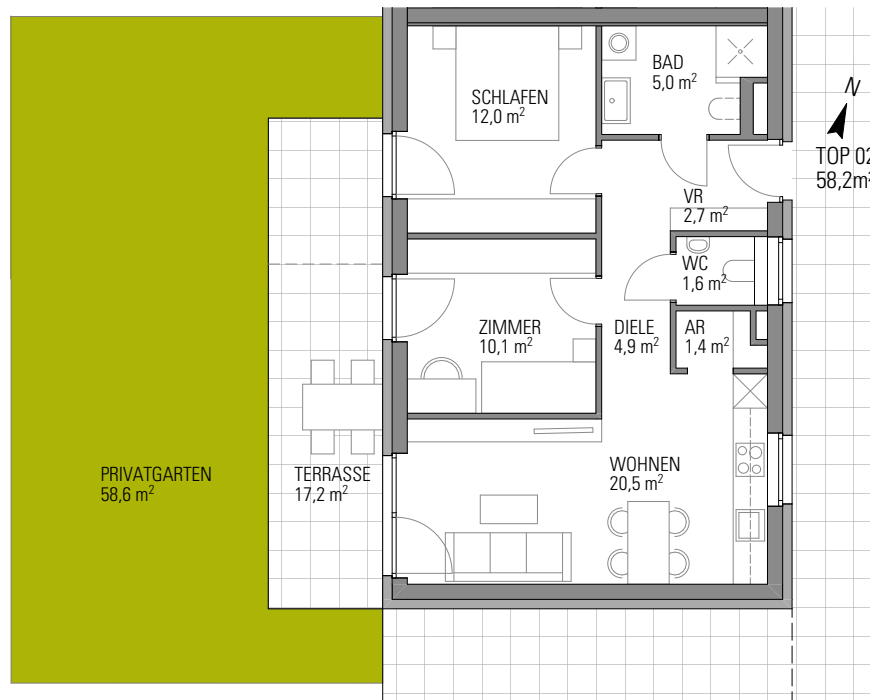 SCHLAFEN
12,0 m²
BAD
5,0 m²
N
TOP 02
58,2m²
VR
2,7 m²
WC
1,6 m²
ZIMMER
10,1 m²
DIELE
4,9 m²
AR
1,4 m²
PRIVATGARTEN
58,6 m²
TERRASSE
17,2 m²
WOHNEN
20,5 m²